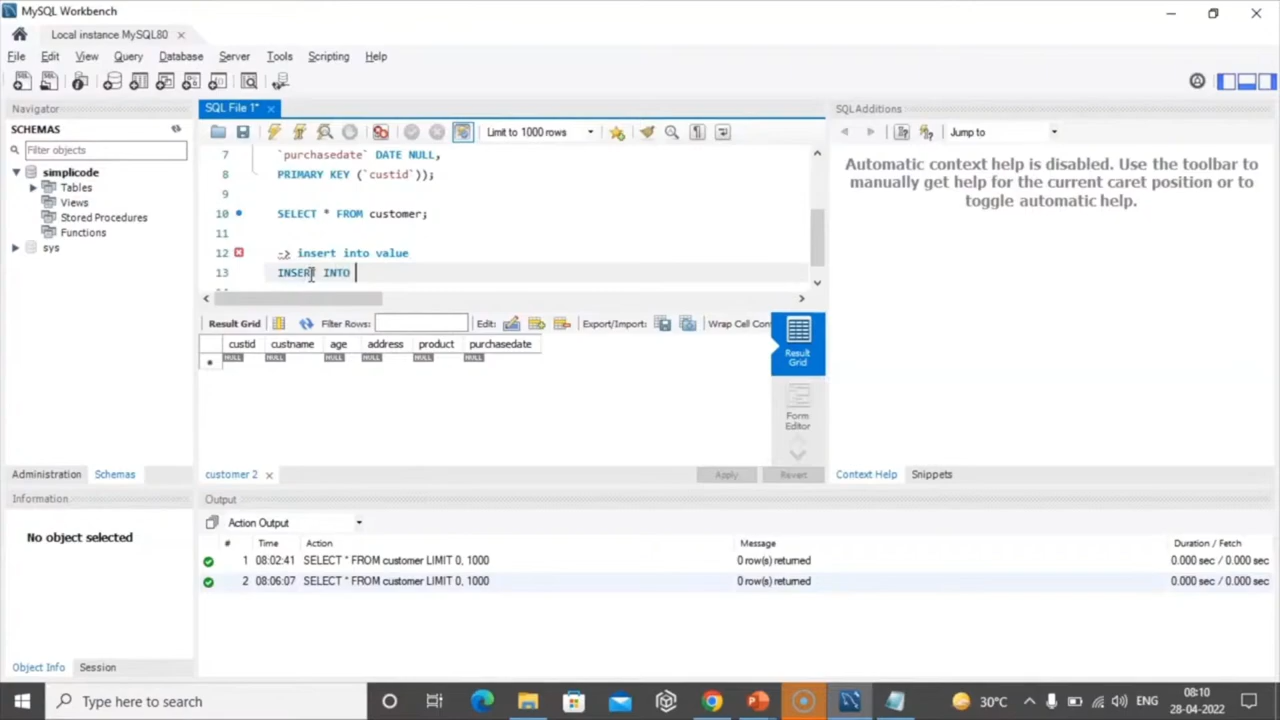 MySQL Workbench
Local instance MySQL80
File Edit View Query Database Server Tools Scripting Help
Navigator
SCHEMAS
Filter objects
simplicode
Tables
Views
Stored Procedures
Functions
sys
Administration Schemas
Information
No object selected
Object Info Session
SQL File 1*
Limit to 1000 rows
7 `purchasedate` DATE NULL,
8 PRIMARY KEY (`custid`));
9
10 SELECT * FROM customer;
11
12 -> insert into value
13 INSERT INTO
Result Grid Filter Rows: Edit: Export/Import: Wrap Cell Con
custid custname age address product purchasedate
NULL NULL NULL NULL NULL NULL
Result
Grid
Form
Editor
customer 2 Apply Revert
SQLAdditions
Jump to
Automatic context help is disabled. Use the toolbar to
manually get help for the current caret position or to
toggle automatic help.
Context Help Snippets
Output
Action Output
# Time Action Message Duration / Fetch
1 08:02:41 SELECT * FROM customer LIMIT 0, 1000 0 row(s) returned 0.000 sec / 0.000 sec
2 08:06:07 SELECT * FROM customer LIMIT 0, 1000 0 row(s) returned 0.000 sec / 0.000 sec
Type here to search
30°C
ENG
08:10
28-04-2022